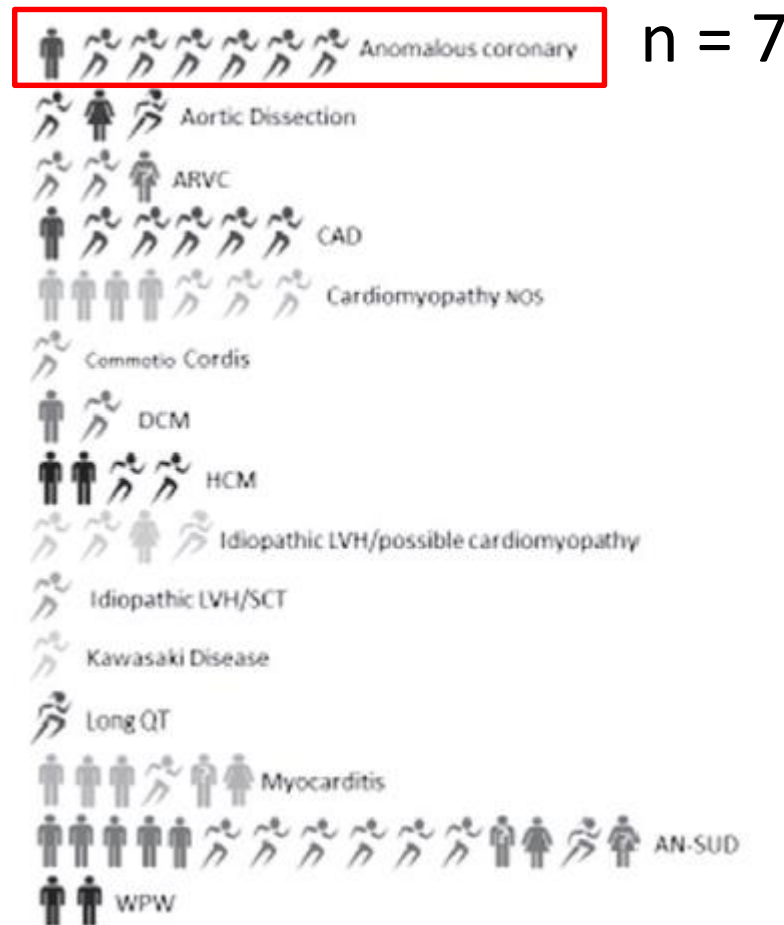 Anomalous coronary n = 7
Aortic Dissection
ARVC
CAD
Cardiomyopathy NOS
Commotio Cordis
DCM
HCM
Idiopathic LVH/possible cardiomyopathy
Idiopathic LVH/SCT
Kawasaki Disease
Long QT
Myocarditis
AN-SUD
WPW